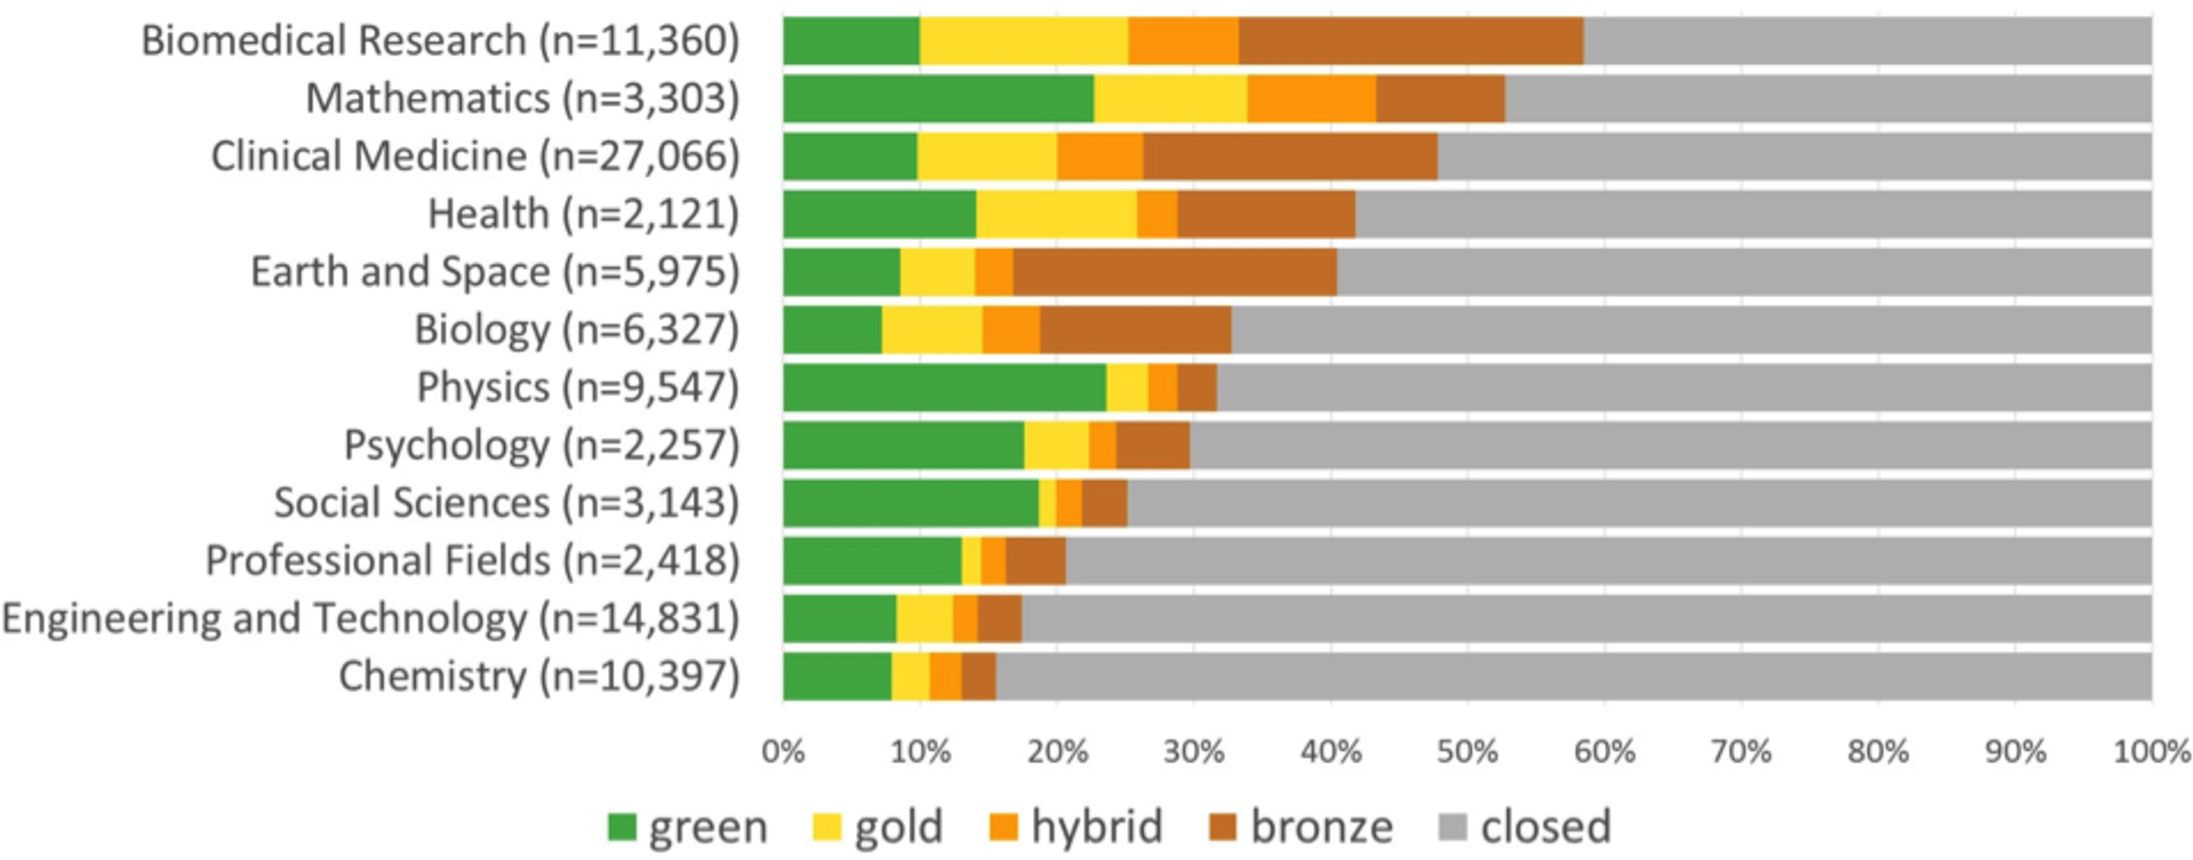 Biomedical Research (n=11,360)
Mathematics (n=3,303)
Clinical Medicine (n=27,066)
Health (n=2,121)
Earth and Space (n=5,975)
Biology (n=6,327)
Physics (n=9,547)
Psychology (n=2,257)
Social Sciences (n=3,143)
Professional Fields (n=2,418)
Engineering and Technology (n=14,831)
Chemistry (n=10,397)
0% 10% 20% 30% 40% 50% 60% 70% 80% 90% 100%
green gold hybrid bronze closed